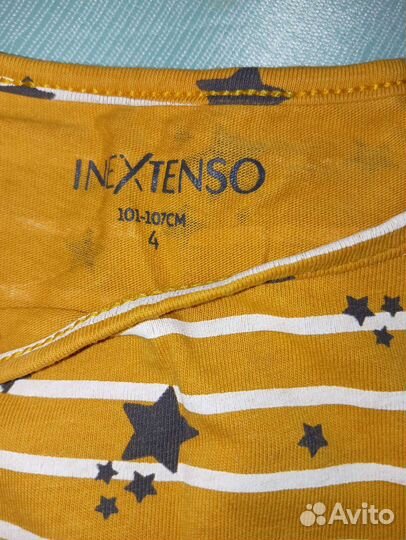 INEXTENSO
101-107CM
4
Avito